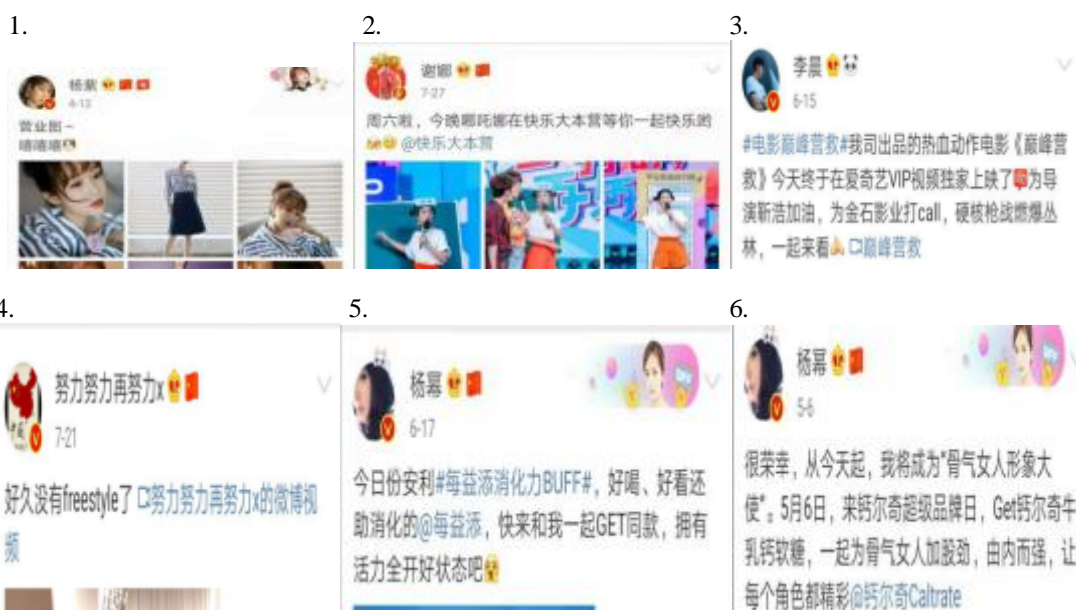 1.
杨紫
6-13
营业图~
嘻嘻嘻
2.
谢娜
7-27
周六啦，今晚娜吒娜在快乐大本营等你一起快乐哟
@快乐大本营
3.
李晨
6-15
#电影巅峰营救#我司出品的热血动作电影《巅峰营
救》今天终于在爱奇艺VIP视频独家上映了为导
演靳浩加油，为金石影业打call，硬核枪战燃爆丛
林，一起来看 巅峰营救
4.
努力努力再努力x
7-21
好久没有freestyle了 努力努力再努力x的微博视
频
5.
杨幂
6-17
今日份安利#每益添消化力BUFF#，好喝、好看还
助消化的@每益添，快来和我一起GET同款，拥有
活力全开好状态吧
6.
杨幂
5-6
很荣幸，从今天起，我将成为“骨气女人形象大
使”。5月6日，来钙尔奇超级品牌日，Get钙尔奇牛
乳钙软糖，一起为骨气女人加股劲，由内而强，让
每个角色都精彩@钙尔奇Caltrate